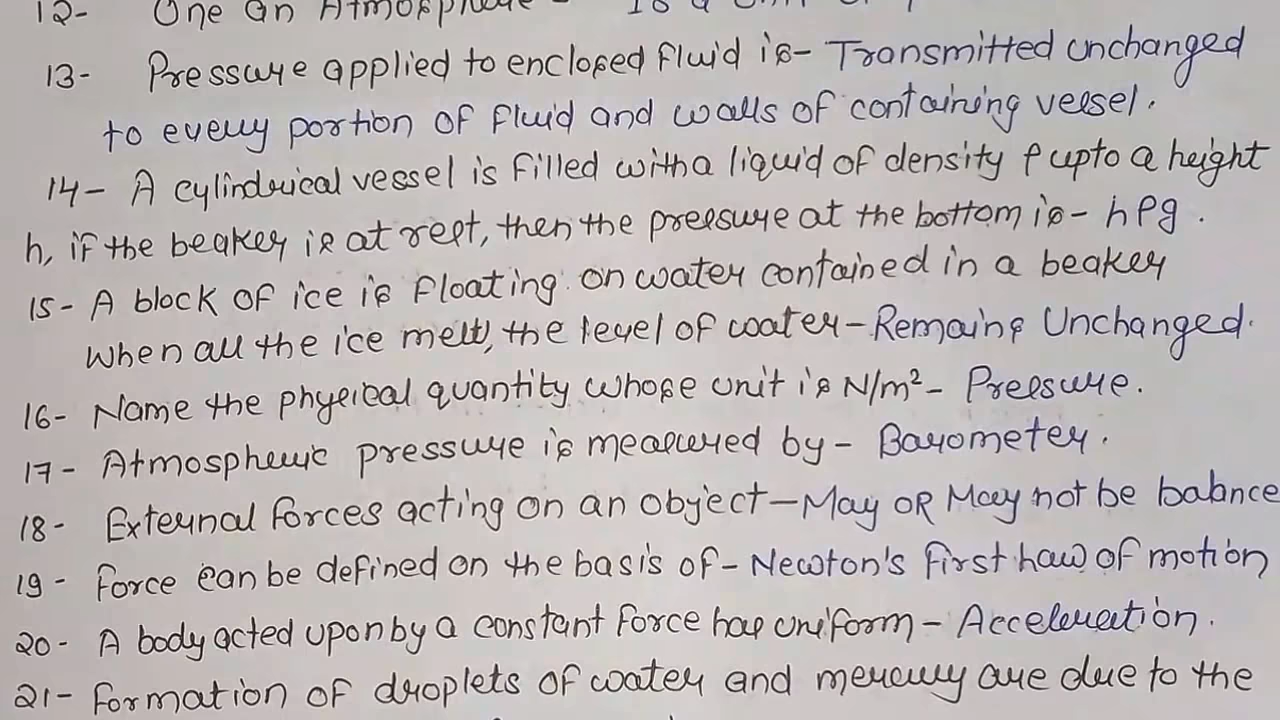 12- One an Atmosphere - Is a
13- Pressure applied to enclosed fluid is- Transmitted unchanged
to every portion of fluid and walls of containing vessel.
14- A cylindrical vessel is filled with a liquid of density ρ upto a height
h, if the beaker is at rest, then the pressure at the bottom is- hρg.
15- A block of ice is floating on water contained in a beaker
when all the ice melt, the level of water- Remains Unchanged.
16- Name the physical quantity whose unit is N/m²- Pressure.
17- Atmospheric pressure is measured by- Barometer.
18- External forces acting on an object- May OR May not be balance
19- Force can be defined on the basis of- Newton's first law of motion
20- A body acted upon by a constant force has uniform- Acceleration.
21- Formation of droplets of water and mercury are due to the